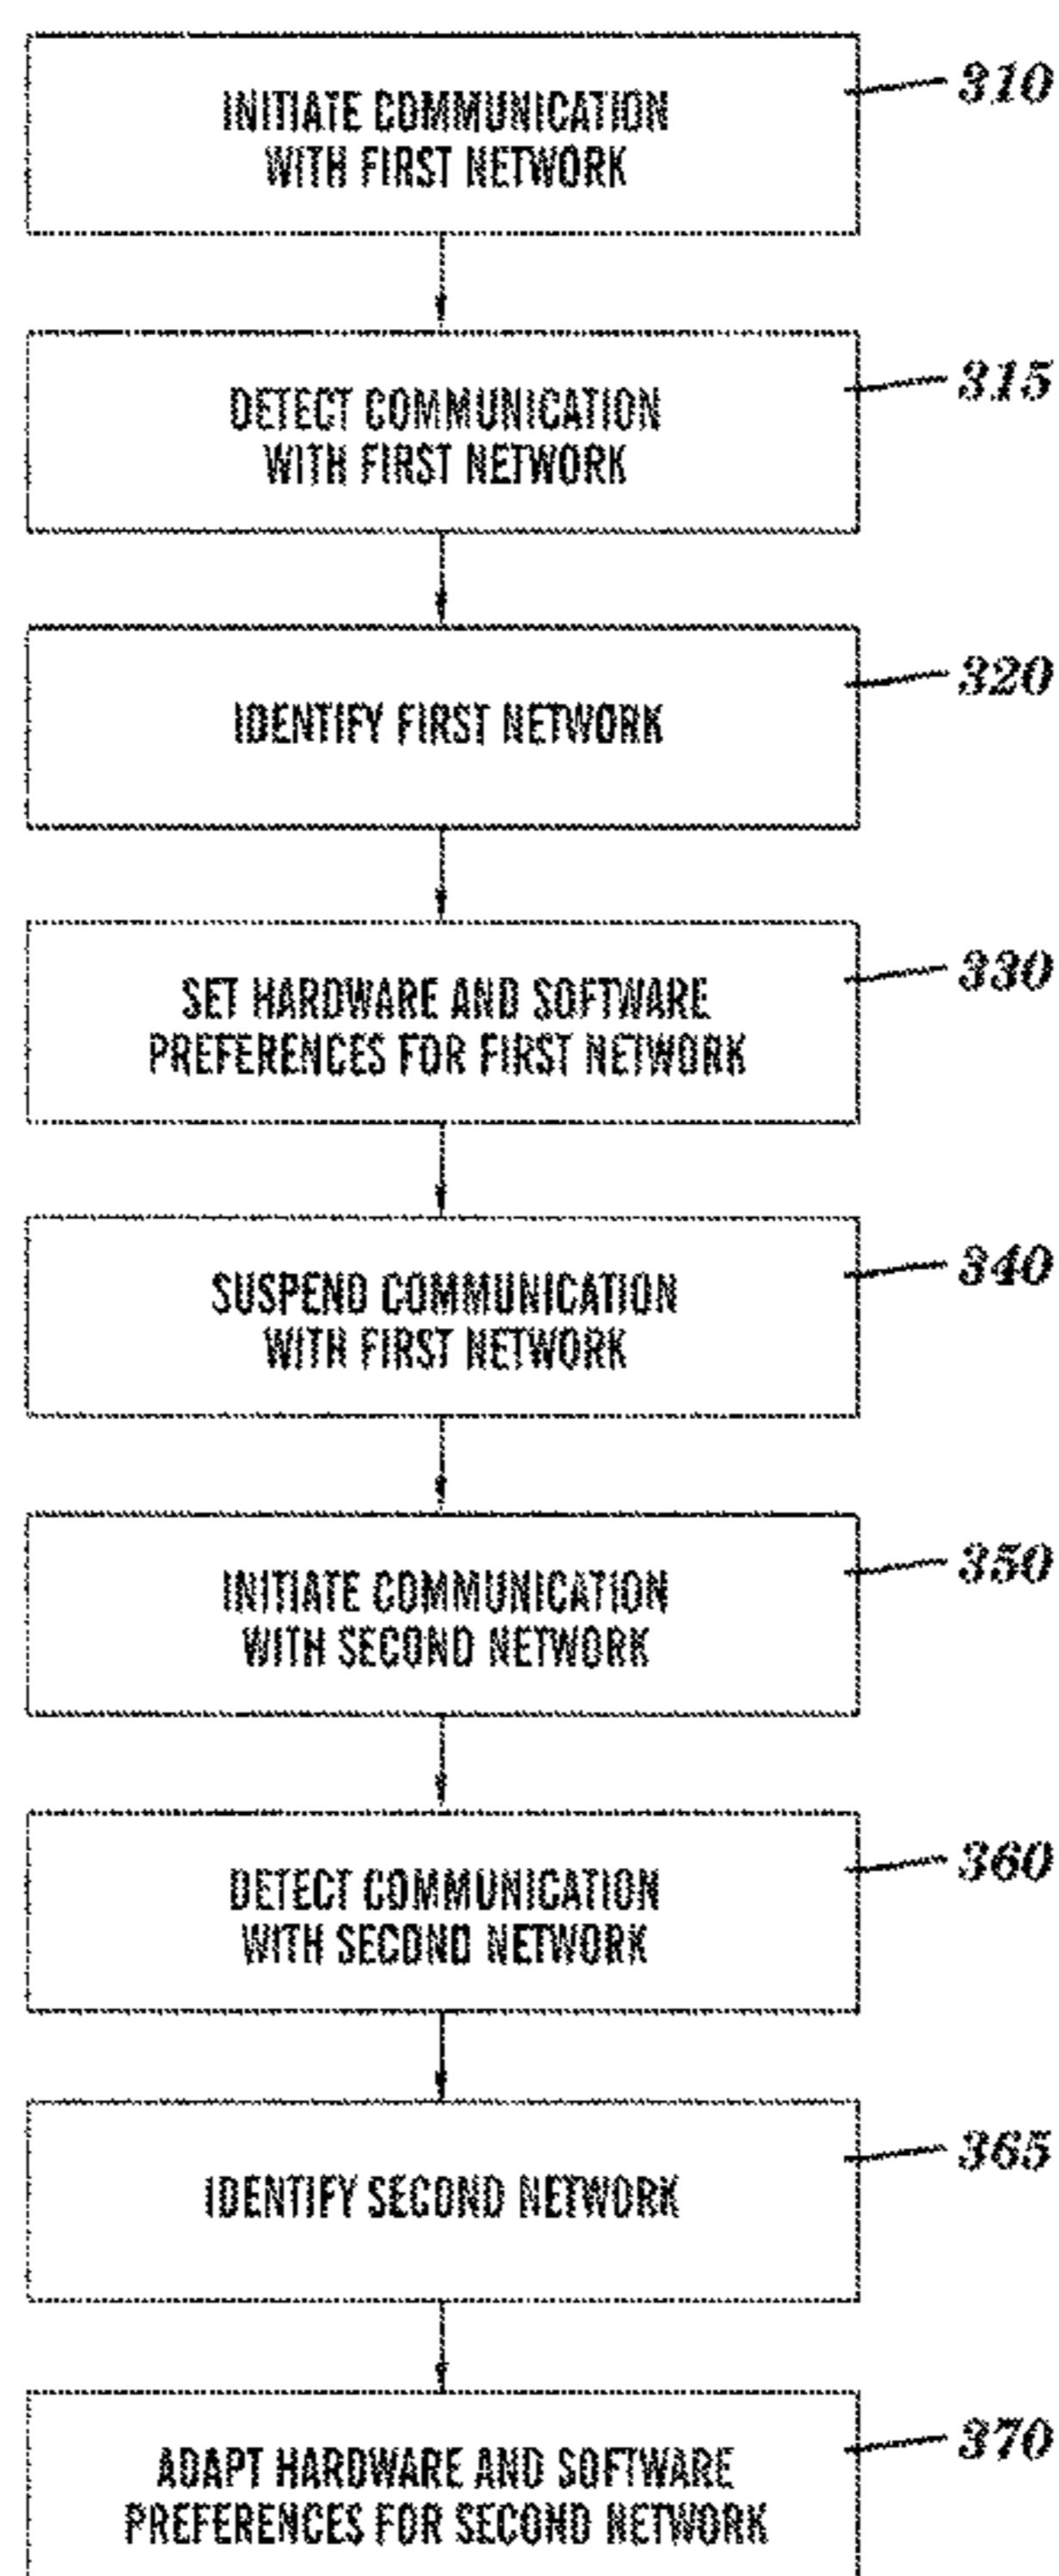 INITIATE COMMUNICATION
WITH FIRST NETWORK
310
DETECT COMMUNICATION
WITH FIRST NETWORK
315
IDENTIFY FIRST NETWORK
320
SET HARDWARE AND SOFTWARE
PREFERENCES FOR FIRST NETWORK
330
SUSPEND COMMUNICATION
WITH FIRST NETWORK
340
INITIATE COMMUNICATION
WITH SECOND NETWORK
350
DETECT COMMUNICATION
WITH SECOND NETWORK
360
IDENTIFY SECOND NETWORK
365
ADAPT HARDWARE AND SOFTWARE
PREFERENCES FOR SECOND NETWORK
370